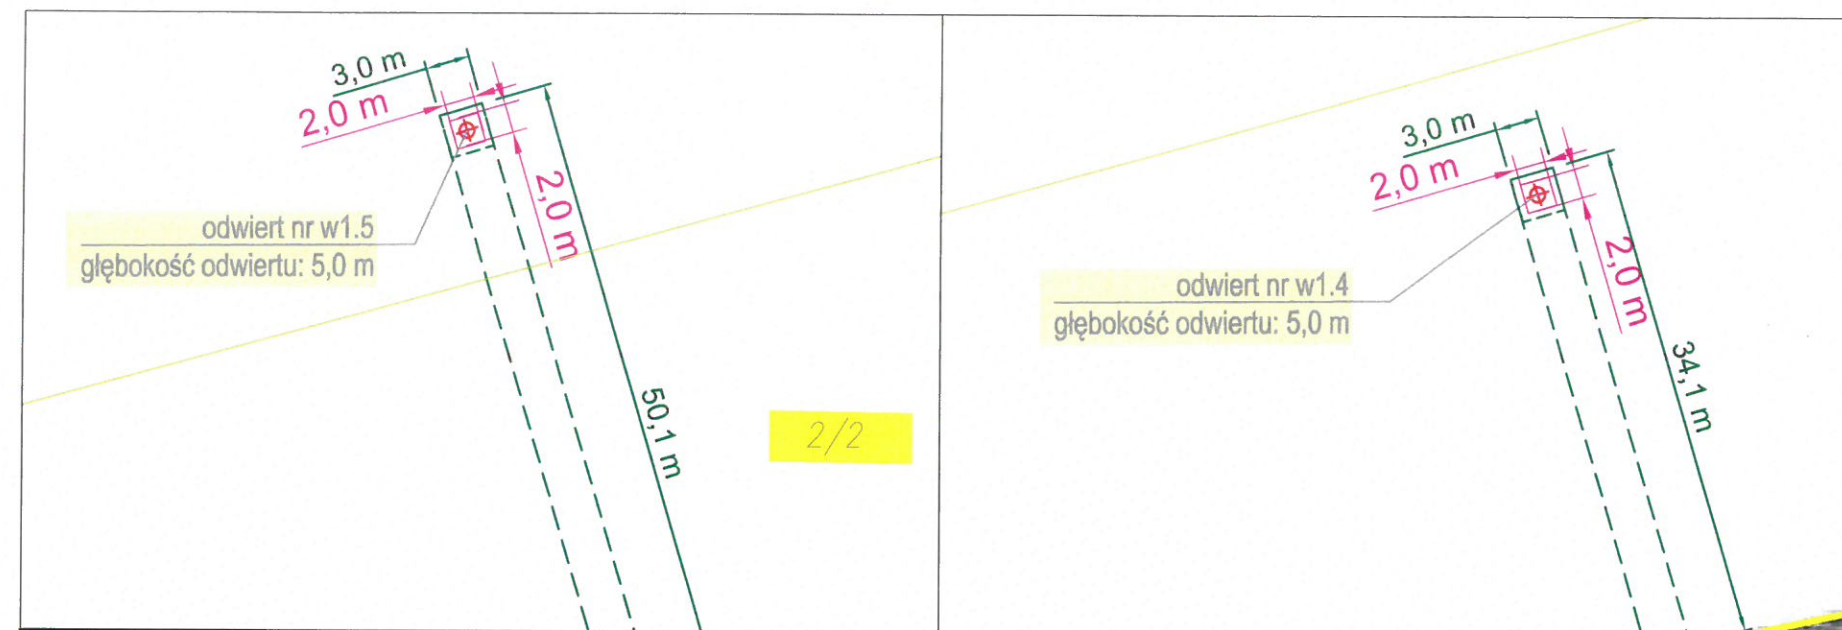 3,0 m
2,0 m
2,0 m
odwiert nr w1.5
głębokość odwiertu: 5,0 m
50,1 m
2/2
3,0 m
2,0 m
2,0 m
odwiert nr w1.4
głębokość odwiertu: 5,0 m
34,1 m